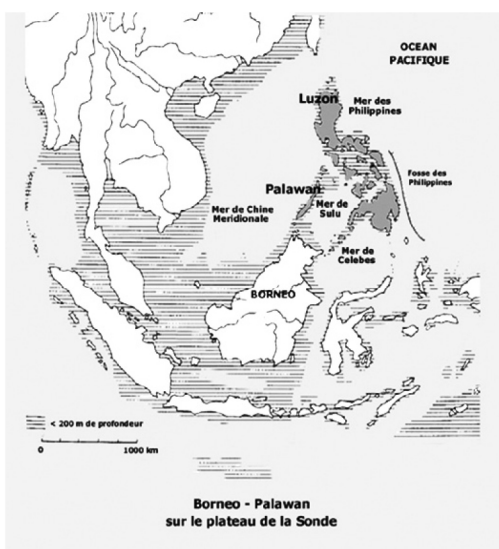 OCEAN
PACIFIQUE
Luzon
Mer des
Philippines
Fosse des
Philippines
Palawan
Mer de
Sulu
Mer de Chine
Meridionale
Mer de
Celebes
BORNEO
< 200 m de profondeur
0
1000 km
Borneo - Palawan
sur le plateau de la Sonde